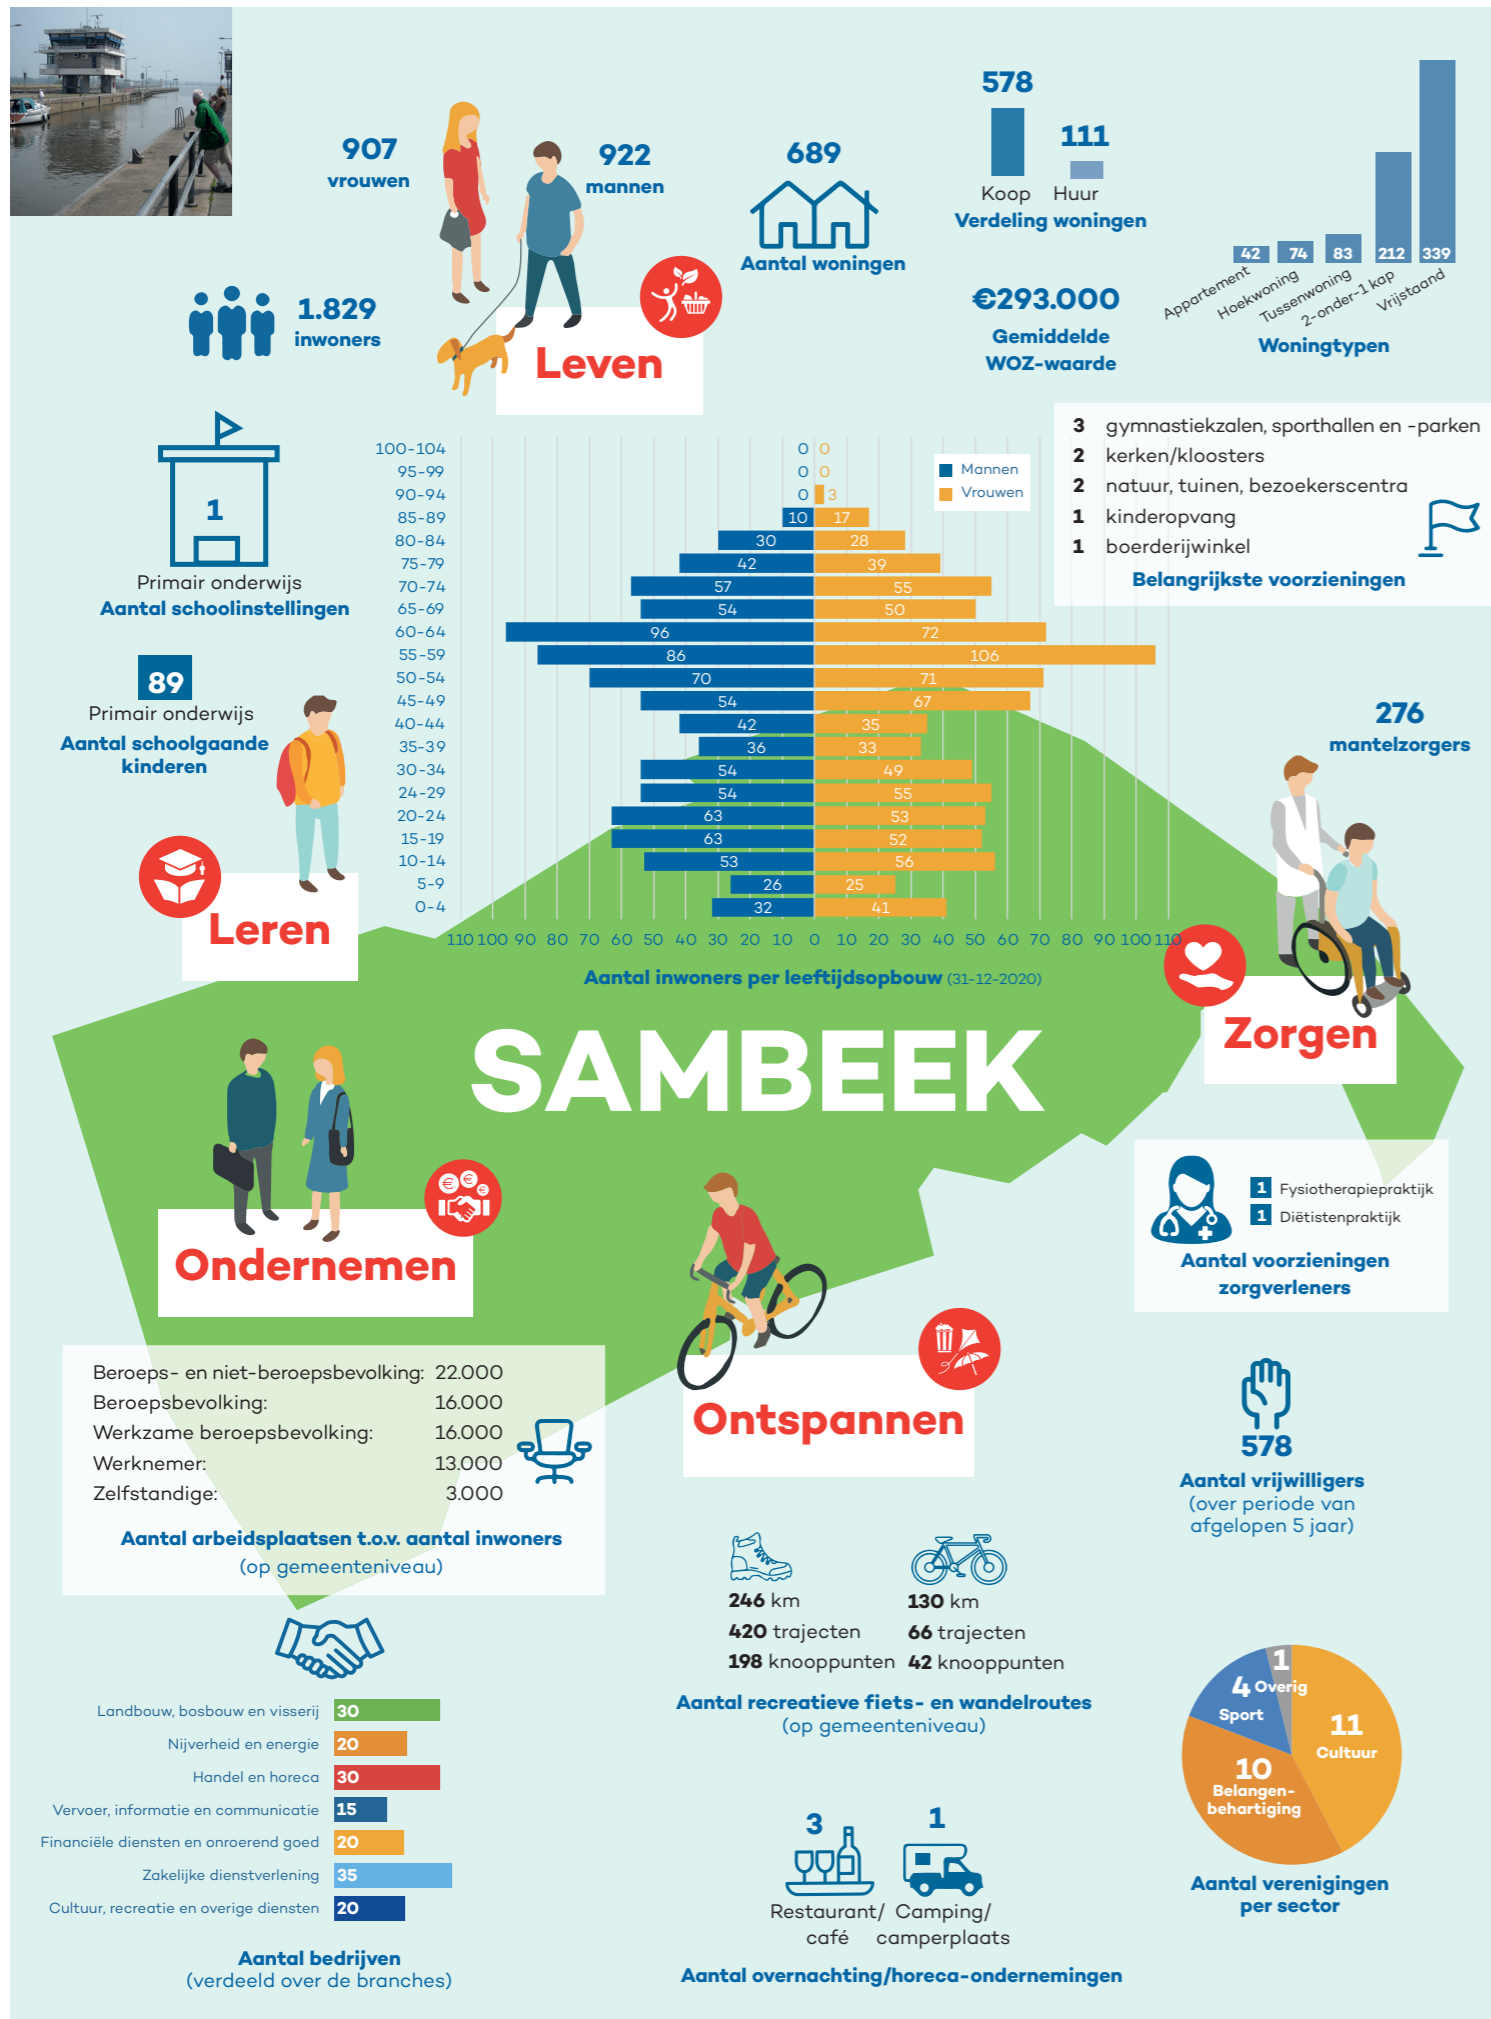 907
vrouwen
922
mannen
1.829
inwoners
Leven
689
Aantal woningen
578
111
Koop
Huur
Verdeling woningen
€293.000
Gemiddelde
WOZ-waarde
42
74
83
212
339
Appartement
Hoekwoning
Tussenwoning
2-onder-1 kap
Vrijstaand
Woningtypen
3 gymnastiekzalen, sporthallen en -parken
2 kerken/kloosters
2 natuur, tuinen, bezoekerscentra
1 kinderopvang
1 boerderijwinkel
Belangrijkste voorzieningen
1
Primair onderwijs
Aantal schoolinstellingen
89
Primair onderwijs
Aantal schoolgaande
kinderen
Leren
Mannen
Vrouwen
100-104 0 0
95-99 0 0
90-94 0 3
85-89 10 17
80-84 30 28
75-79 42 39
70-74 57 55
65-69 54 50
60-64 96 72
55-59 86 106
50-54 70 71
45-49 54 67
40-44 42 35
35-39 36 33
30-34 54 49
24-29 54 55
20-24 63 53
15-19 63 52
10-14 53 56
5-9 26 25
0-4 32 41
110 100 90 80 70 60 50 40 30 20 10 0 10 20 30 40 50 60 70 80 90 100 110
Aantal inwoners per leeftijdsopbouw (31-12-2020)
276
mantelzorgers
Zorgen
SAMBEEK
1 Fysiotherapiepraktijk
1 Diëtistenpraktijk
Aantal voorzieningen
zorgverleners
578
Aantal vrijwilligers
(over periode van
afgelopen 5 jaar)
Ondernemen
Beroeps- en niet-beroepsbevolking: 22.000
Beroepsbevolking: 16.000
Werkzame beroepsbevolking: 16.000
Werknemer: 13.000
Zelfstandige: 3.000
Aantal arbeidsplaatsen t.o.v. aantal inwoners
(op gemeenteniveau)
Landbouw, bosbouw en visserij 30
Nijverheid en energie 20
Handel en horeca 30
Vervoer, informatie en communicatie 15
Financiële diensten en onroerend goed 20
Zakelijke dienstverlening 35
Cultuur, recreatie en overige diensten 20
Aantal bedrijven
(verdeeld over de branches)
Ontspannen
246 km
420 trajecten
198 knooppunten
130 km
66 trajecten
42 knooppunten
Aantal recreatieve fiets- en wandelroutes
(op gemeenteniveau)
3
Restaurant/
café
1
Camping/
camperplaats
Aantal overnachting/horeca-ondernemingen
1
Overig
4
Sport
11
Cultuur
10
Belangen-
behartiging
Aantal verenigingen
per sector